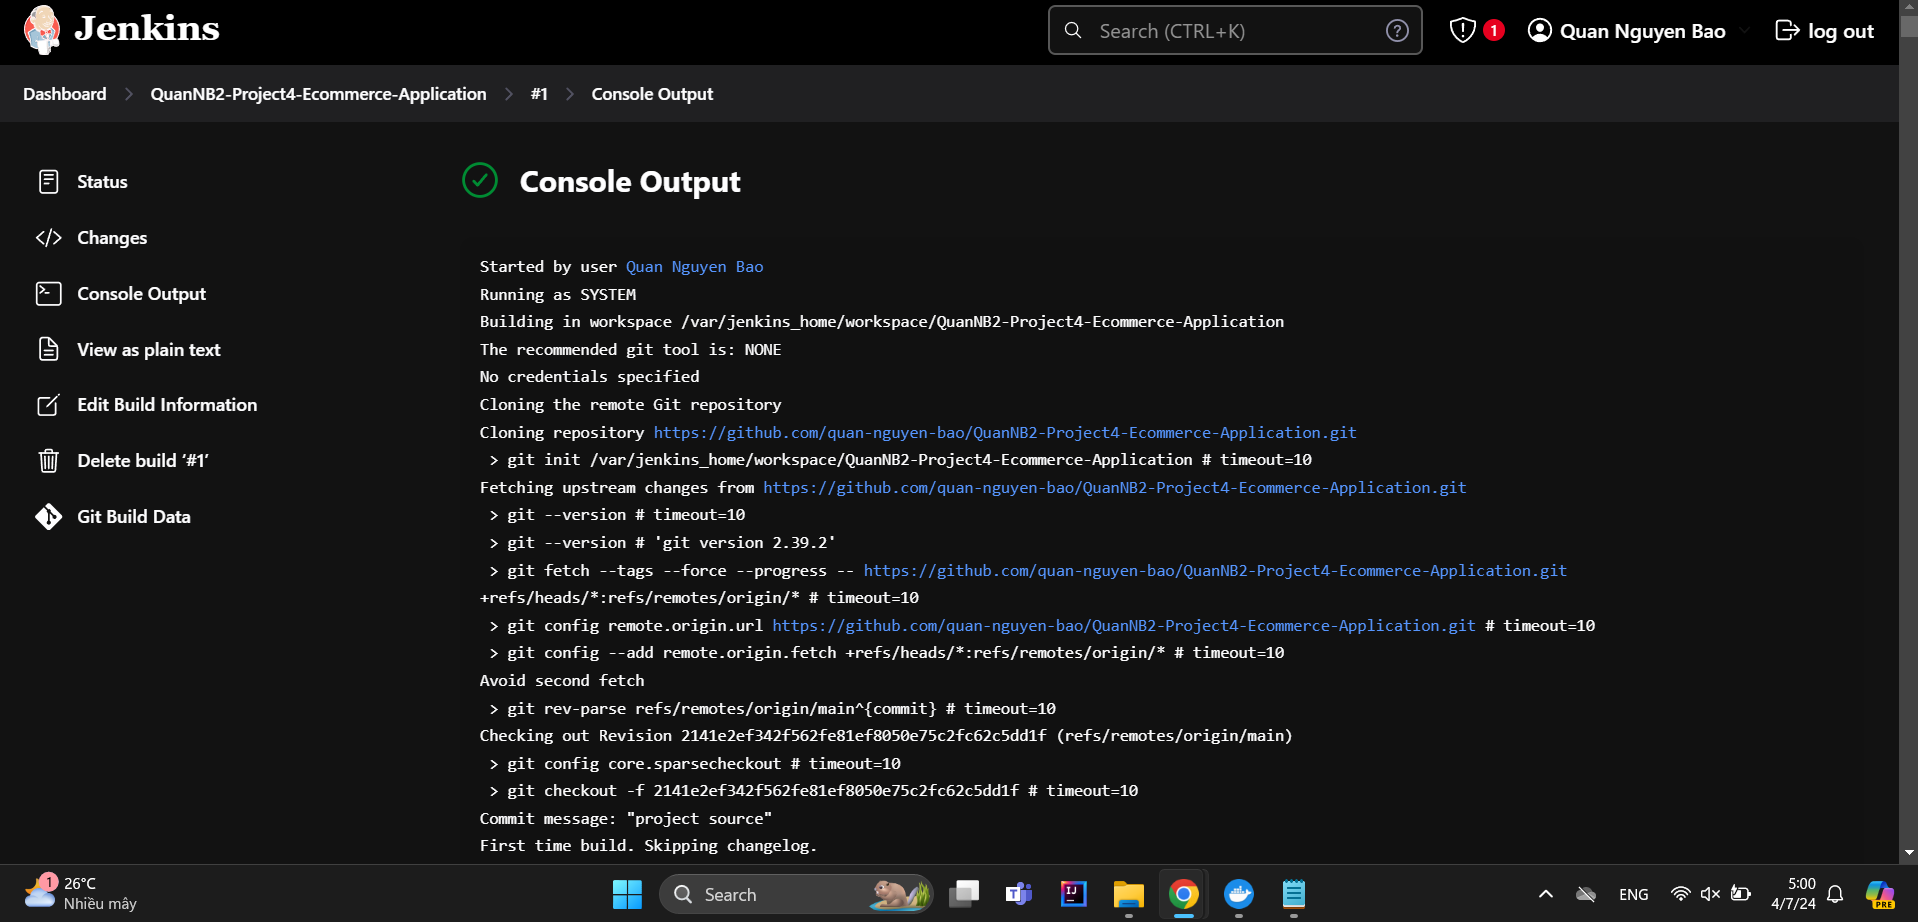 Jenkins
Search (CTRL+K)
?
1
Quan Nguyen Bao
log out
Dashboard
QuanNB2-Project4-Ecommerce-Application
#1
Console Output
Status
Changes
Console Output
View as plain text
Edit Build Information
Delete build ‘#1’
Git Build Data
Console Output
Started by user Quan Nguyen Bao
Running as SYSTEM
Building in workspace /var/jenkins_home/workspace/QuanNB2-Project4-Ecommerce-Application
The recommended git tool is: NONE
No credentials specified
Cloning the remote Git repository
Cloning repository https://github.com/quan-nguyen-bao/QuanNB2-Project4-Ecommerce-Application.git
> git init /var/jenkins_home/workspace/QuanNB2-Project4-Ecommerce-Application # timeout=10
Fetching upstream changes from https://github.com/quan-nguyen-bao/QuanNB2-Project4-Ecommerce-Application.git
> git --version # timeout=10
> git --version # 'git version 2.39.2'
> git fetch --tags --force --progress -- https://github.com/quan-nguyen-bao/QuanNB2-Project4-Ecommerce-Application.git
+refs/heads/*:refs/remotes/origin/* # timeout=10
> git config remote.origin.url https://github.com/quan-nguyen-bao/QuanNB2-Project4-Ecommerce-Application.git # timeout=10
> git config --add remote.origin.fetch +refs/heads/*:refs/remotes/origin/* # timeout=10
Avoid second fetch
> git rev-parse refs/remotes/origin/main^{commit} # timeout=10
Checking out Revision 2141e2ef342f562fe81ef8050e75c2fc62c5dd1f (refs/remotes/origin/main)
> git config core.sparsecheckout # timeout=10
> git checkout -f 2141e2ef342f562fe81ef8050e75c2fc62c5dd1f # timeout=10
Commit message: "project source"
First time build. Skipping changelog.
1
26°C
Nhiều mây
Search
T
IJ
ENG
5:00
4/7/24
PRE